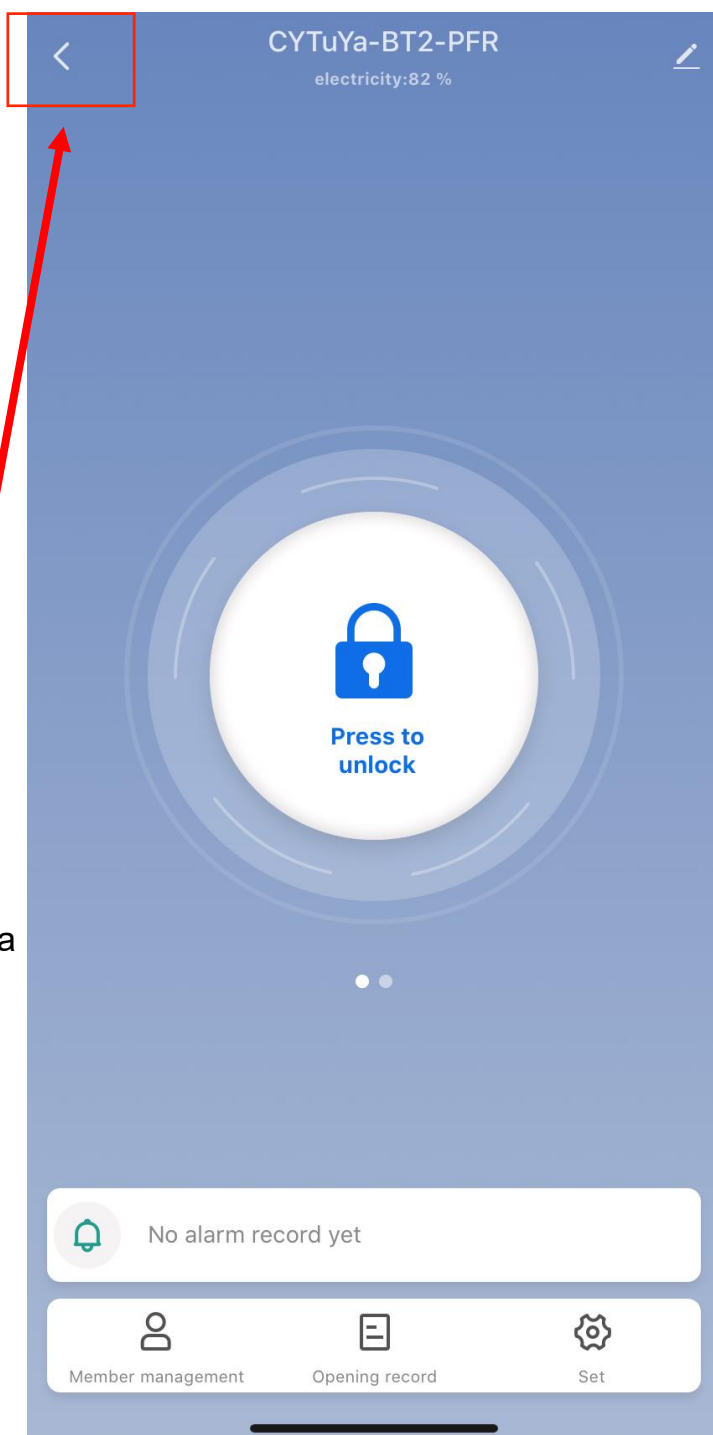 CYTuYa-BT2-PFR
electricity:82 %
Press to
unlock
a
No alarm record yet
Member management
Opening record
Set